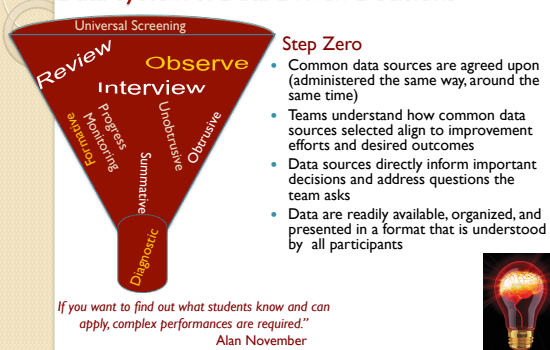 Universal Screening
Review
Observe
Interview
Formative
Progress
Monitoring
Summative
Unobtrusive
Obtrusive
Diagnostic
Step Zero
• Common data sources are agreed upon
(administered the same way, around the
same time)
• Teams understand how common data
sources selected align to improvement
efforts and desired outcomes
• Data sources directly inform important
decisions and address questions the
team asks
• Data are readily available, organized, and
presented in a format that is understood
by all participants
If you want to find out what students know and can
apply, complex performances are required.”
Alan November